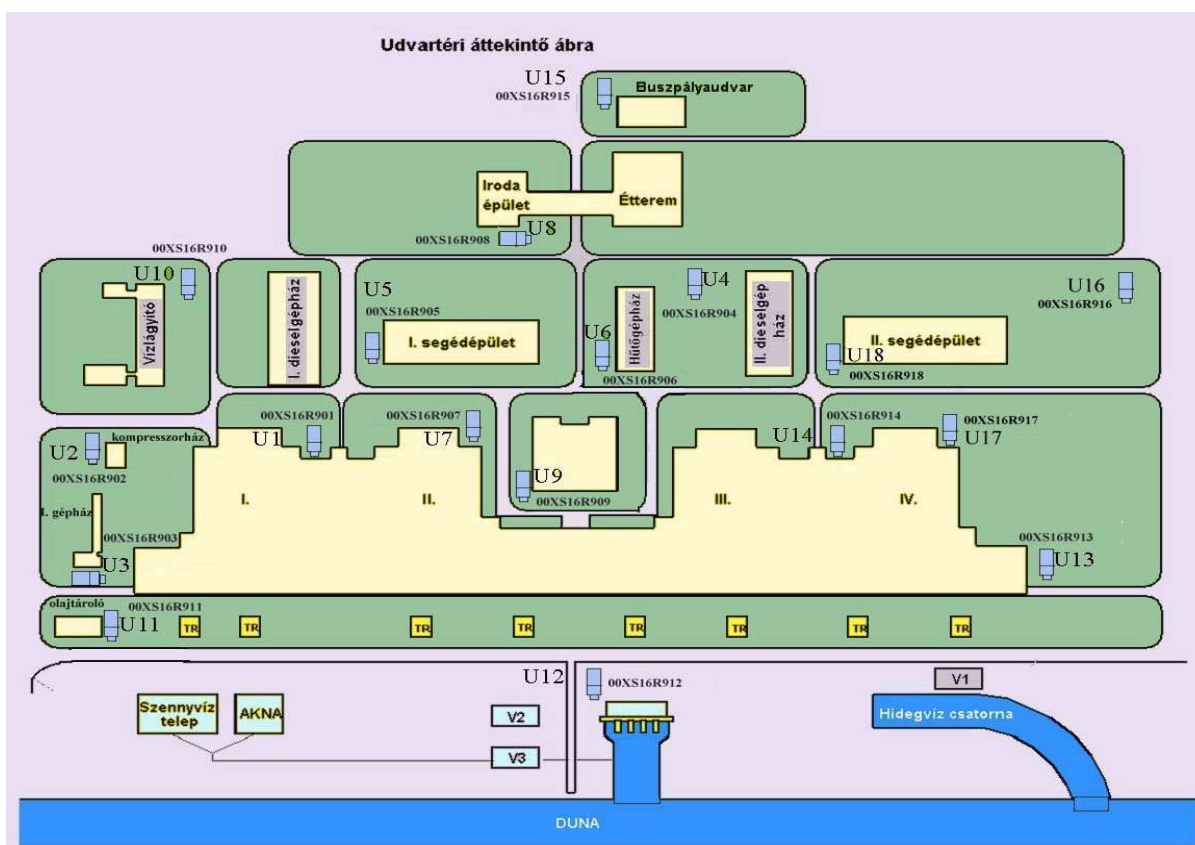 Udvartéri áttekintő ábra
U15
00XS16R915
Buszpályaudvar
Iroda
épület
Étterem
00XS16R908
U8
00XS16R910
U10
Vízlágyító
I. dieselgépház
U5
00XS16R905
I. segédépület
U4
00XS16R904
U6
Hűtőgépház
00XS16R906
II. dieselgép
ház
U16
00XS16R916
II. segédépület
U18
00XS16R918
00XS16R901
U1
00XS16R907
U7
U9
00XS16R909
U14
00XS16R914
00XS16R917
U17
U2
kompresszorház
00XS16R902
I. gépház
00XS16R903
U3
I.
II.
III.
IV.
00XS16R913
U13
olajtároló
00XS16R911
U11
TR
TR
TR
TR
TR
TR
TR
TR
U12
00XS16R912
V1
Szennyvíz
telep
AKNA
V2
V3
Hidegvíz csatorna
DUNA